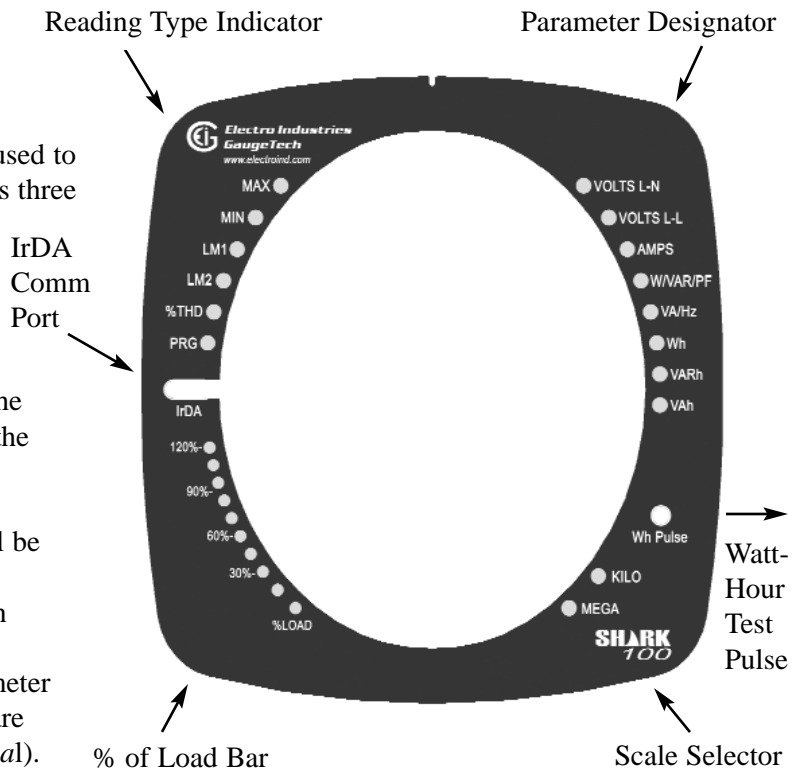 Reading Type Indicator
Parameter Designator
Electro Industries
GaugeTech
www.electroind.com
used to
s three
IrDA
Comm
Port
MAX
MIN
LM1
LM2
%THD
PRG
IrDA
120%-
90%-
60%-
30%-
%LOAD
VOLTS L-N
VOLTS L-L
AMPS
W/VAR/PF
VA/Hz
Wh
VARh
VAh
Wh Pulse
KILO
MEGA
SHARK
100
Watt-
Hour
Test
Pulse
he
the
l be
n
neter
are
al).
% of Load Bar
Scale Selector